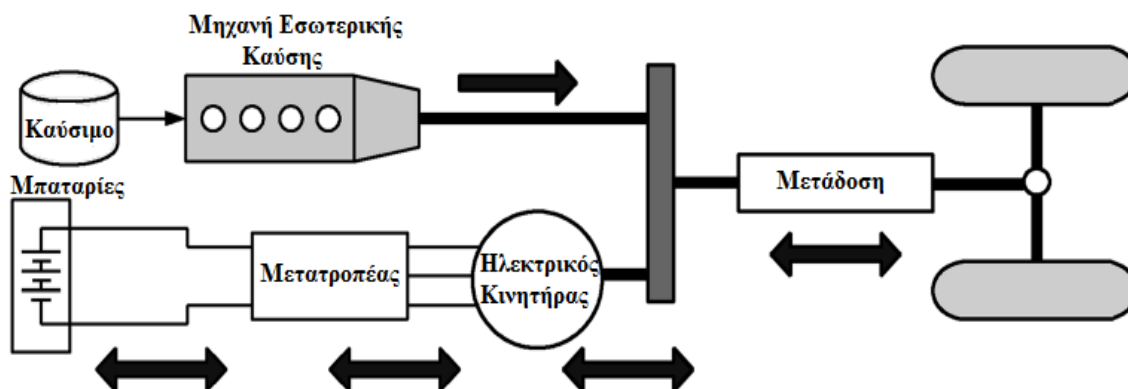 Μηχανή Εσωτερικής
Καύσης
Καύσιμο
Μπαταρίες
Μετατροπέας
Ηλεκτρικός
Κινητήρας
Μετάδοση